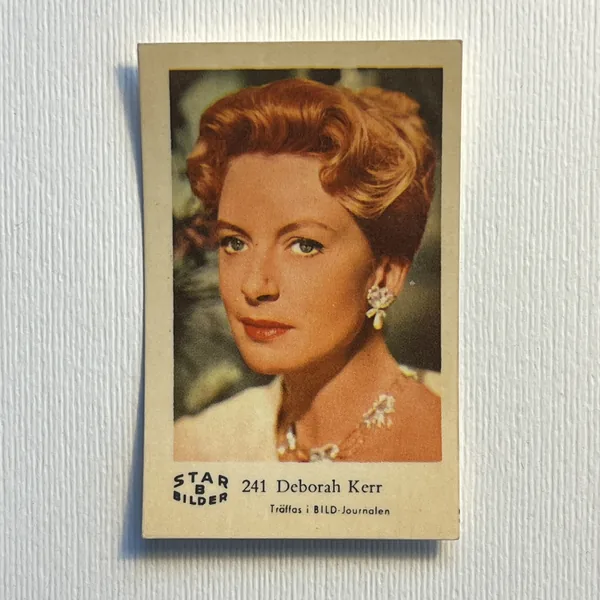 STAR
B
BILDER
241 Deborah Kerr
Träffas i BILD-Journalen